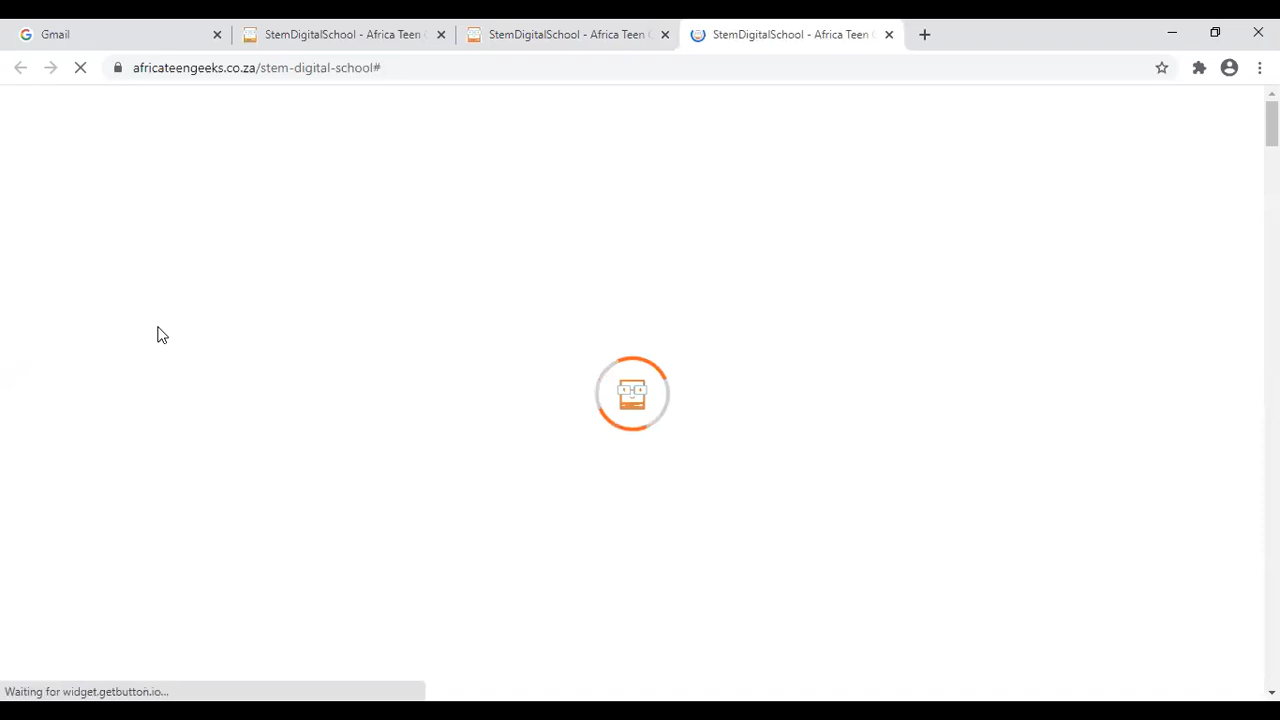 Gmail
StemDigitalSchool - Africa Teen
StemDigitalSchool - Africa Teen
StemDigitalSchool - Africa Teen
africateengeeks.co.za/stem-digital-school#
Waiting for widget.getbutton.io...